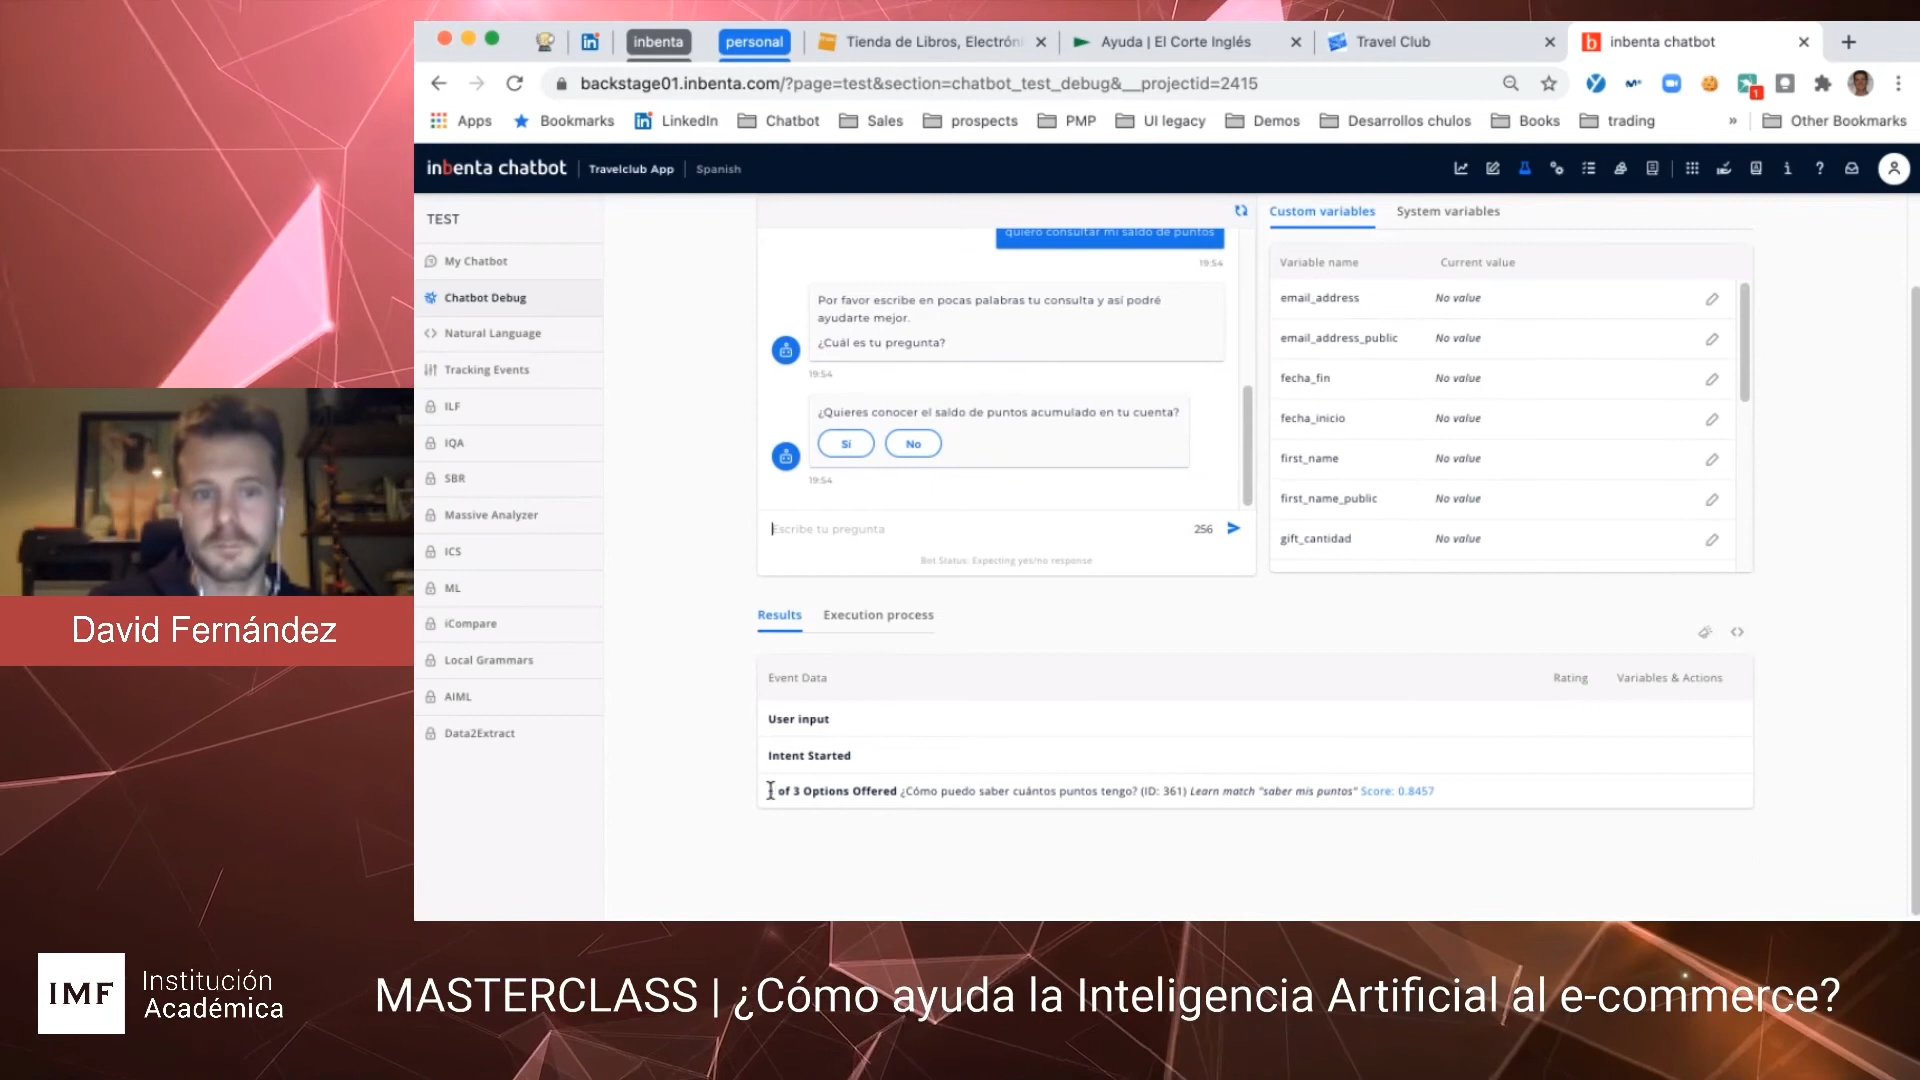 inbenta
personal
Tienda de Libros, Electróni
Ayuda | El Corte Inglés
Travel Club
inbenta chatbot
backstage01.inbenta.com/?page=test&section=chatbot_test_debug&__projectid=2415
1
Apps
Bookmarks
LinkedIn
Chatbot
Sales
prospects
PMP
UI legacy
Demos
Desarrollos chulos
Books
trading
»
Other Bookmarks
inbenta chatbot
Travelclub App
Spanish
TEST
My Chatbot
Chatbot Debug
Natural Language
Tracking Events
ILF
IQA
SBR
Massive Analyzer
ICS
ML
iCompare
Local Grammars
AIML
Data2Extract
quiero consultar mi saldo de puntos
19:54
Por favor escribe en pocas palabras tu consulta y así podré
ayudarte mejor.
¿Cuál es tu pregunta?
19:54
¿Quieres conocer el saldo de puntos acumulado en tu cuenta?
Sí
No
19:54
Escribe tu pregunta
256
Bot Status: Expecting yes/no response
Custom variables
System variables
Variable name
Current value
email_address
No value
email_address_public
No value
fecha_fin
No value
fecha_inicio
No value
first_name
No value
first_name_public
No value
gift_cantidad
No value
Results
Execution process
Event Data
Rating
Variables & Actions
User input
Intent Started
of 3 Options Offered ¿Cómo puedo saber cuántos puntos tengo? (ID: 361) Learn match "saber mis puntos" Score: 0.8457
David Fernández
IMF
Institución
Académica
MASTERCLASS | ¿Cómo ayuda la Inteligencia Artificial al e-commerce?